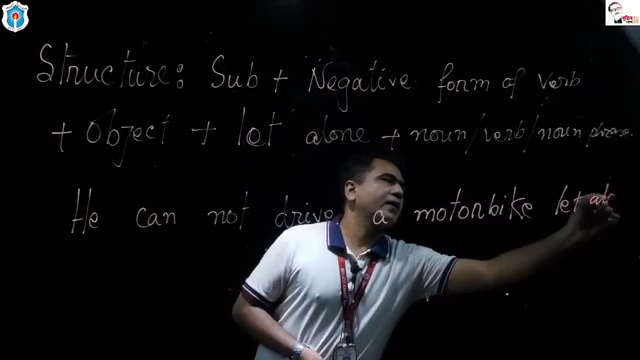 Structure: Sub + Negative form of verb
+ Object + let alone + noun/verb/noun phrase.
He can not drive a motorbike let al